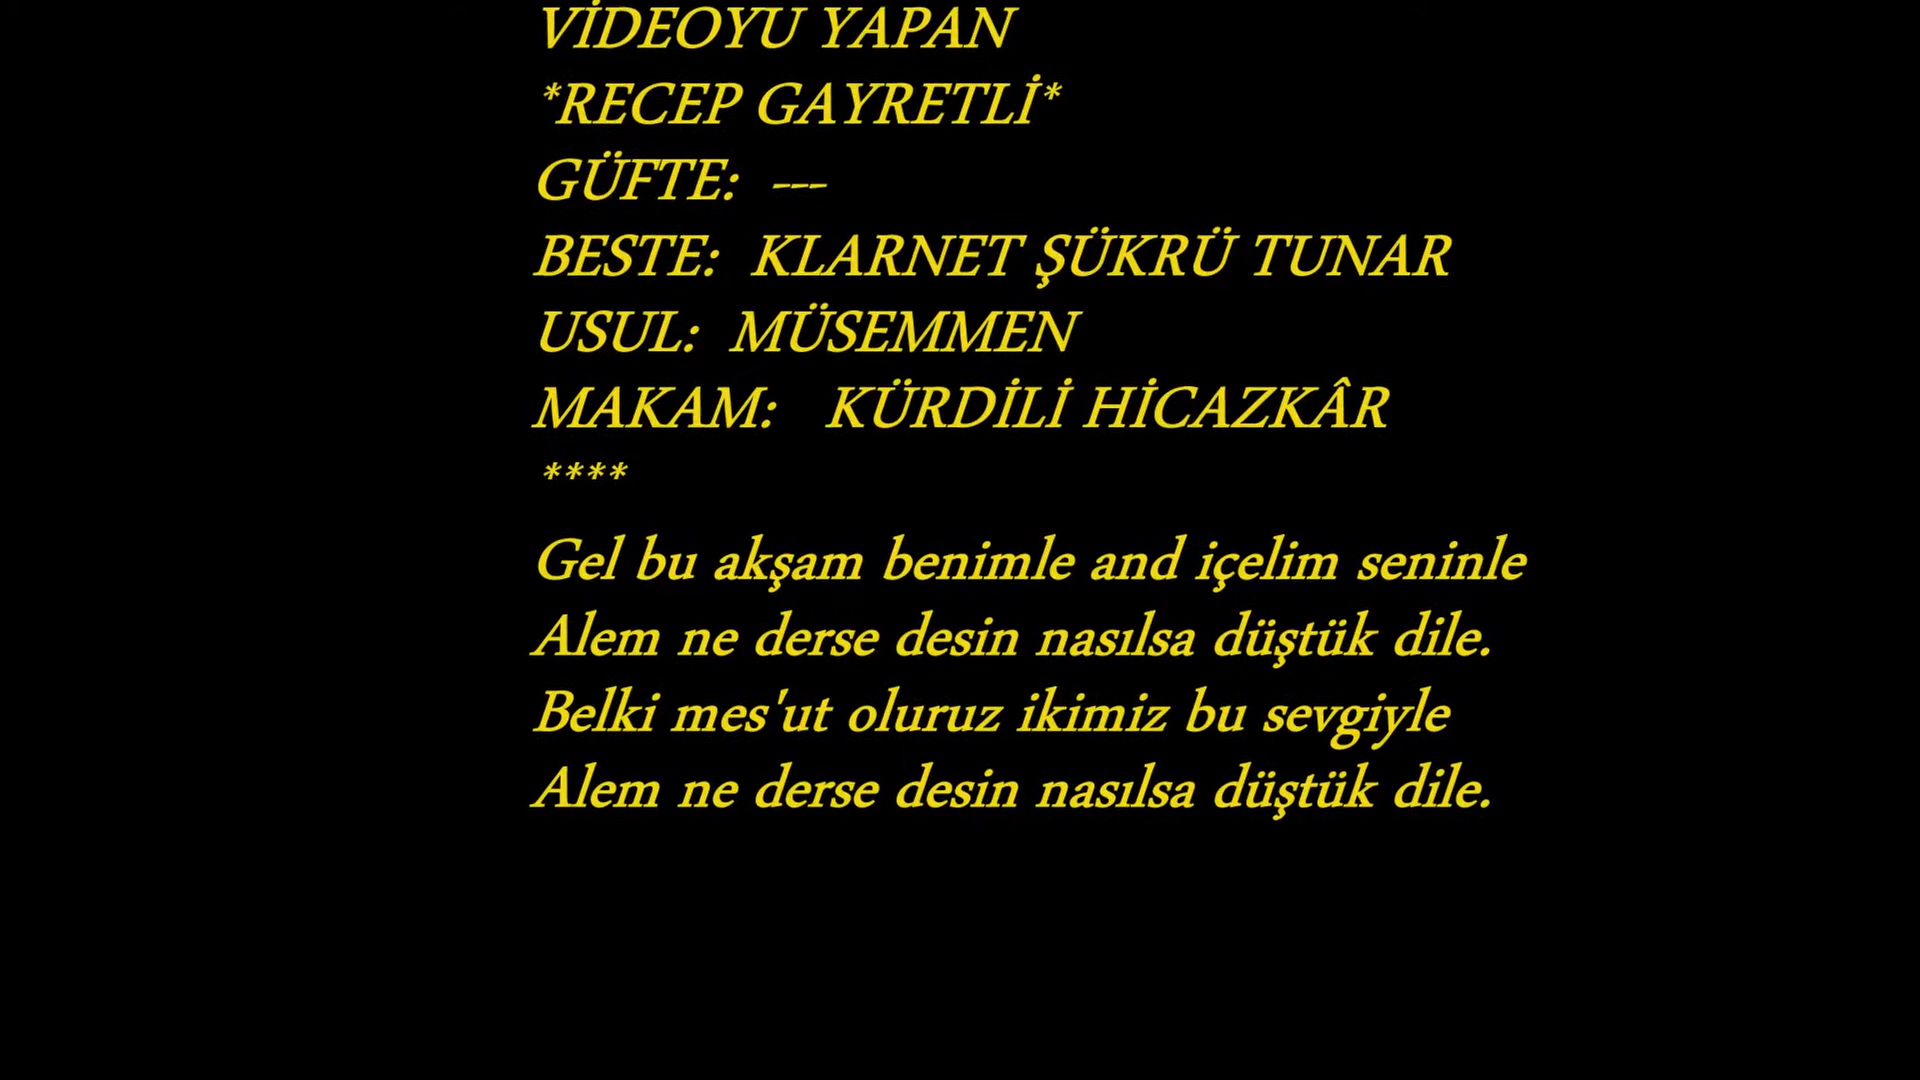 VİDEOYU YAPAN
*RECEP GAYRETLİ*
GÜFTE:  ---
BESTE:  KLARNET ŞÜKRÜ TUNAR
USUL:  MÜSEMMEN
MAKAM:   KÜRDİLİ HİCAZKÂR
****
Gel bu akşam benimle and içelim seninle
Alem ne derse desin nasılsa düştük dile.
Belki mes'ut oluruz ikimiz bu sevgiyle
Alem ne derse desin nasılsa düştük dile.